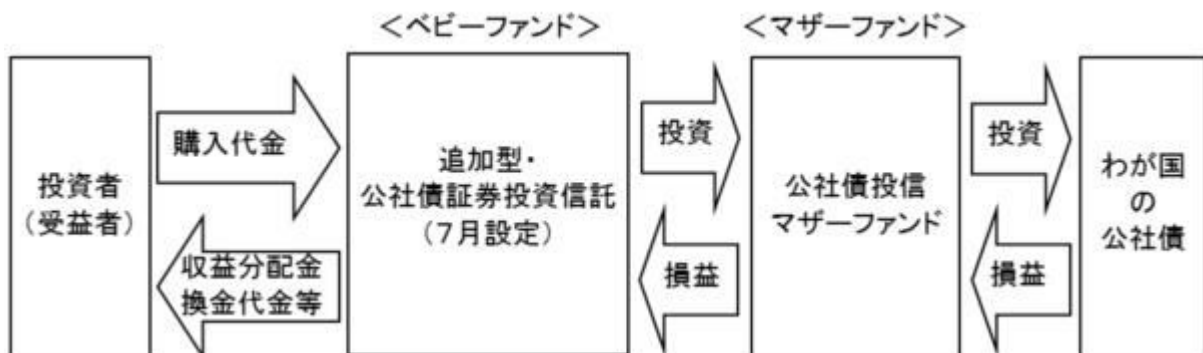 ＜ベビーファンド＞
＜マザーファンド＞
投資者
（受益者）
購入代金
収益分配金
換金代金等
追加型・
公社債証券投資信託
（７月設定）
投資
損益
公社債投信
マザーファンド
投資
損益
わが国
の
公社債